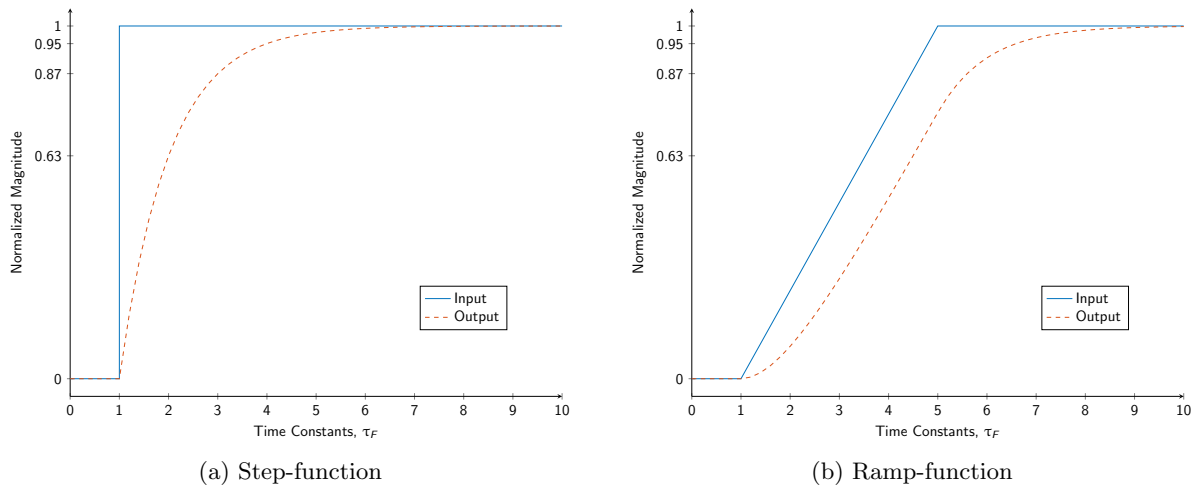 1
0.95
0.87
0.63
0
Normalized Magnitude
Input
Output
0 1 2 3 4 5 6 7 8 9 10
Time Constants, τF
(a) Step-function
1
0.95
0.87
0.63
0
Normalized Magnitude
Input
Output
0 1 2 3 4 5 6 7 8 9 10
Time Constants, τF
(b) Ramp-function